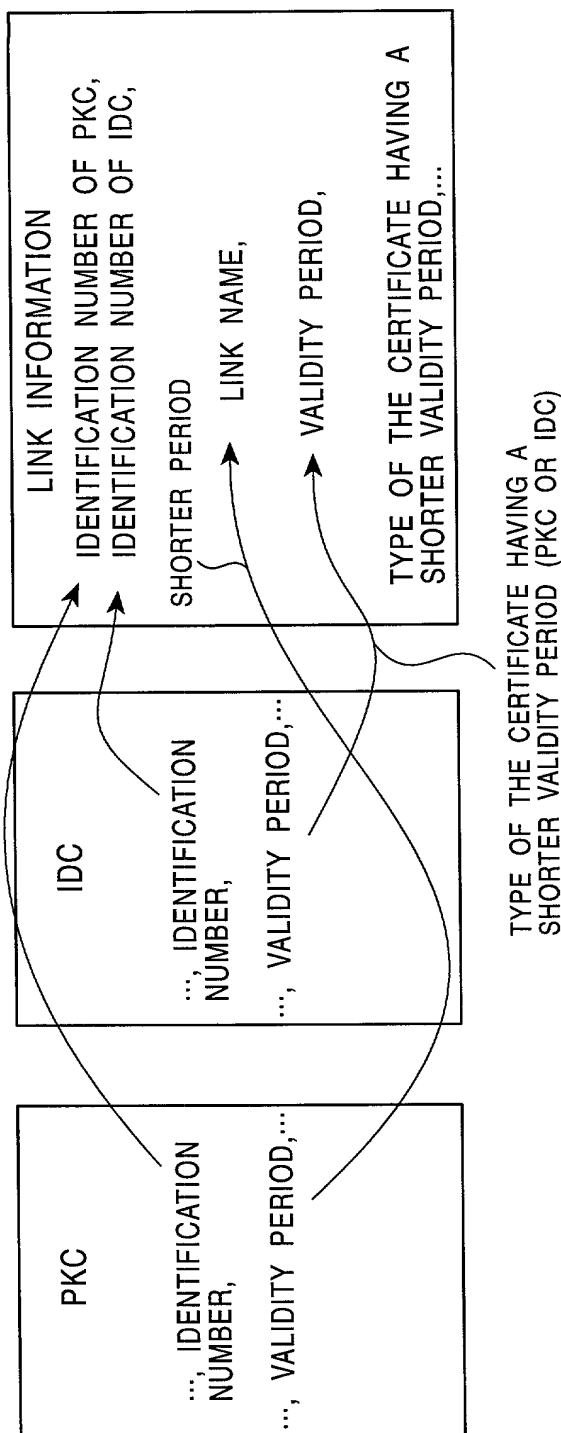 PKC
..., IDENTIFICATION
NUMBER,
..., VALIDITY PERIOD,...
IDC
..., IDENTIFICATION
NUMBER,
..., VALIDITY PERIOD,...
LINK INFORMATION
IDENTIFICATION NUMBER OF PKC,
IDENTIFICATION NUMBER OF IDC,
SHORTER PERIOD
LINK NAME,
VALIDITY PERIOD,
TYPE OF THE CERTIFICATE HAVING A
SHORTER VALIDITY PERIOD,...
TYPE OF THE CERTIFICATE HAVING A
SHORTER VALIDITY PERIOD (PKC OR IDC)